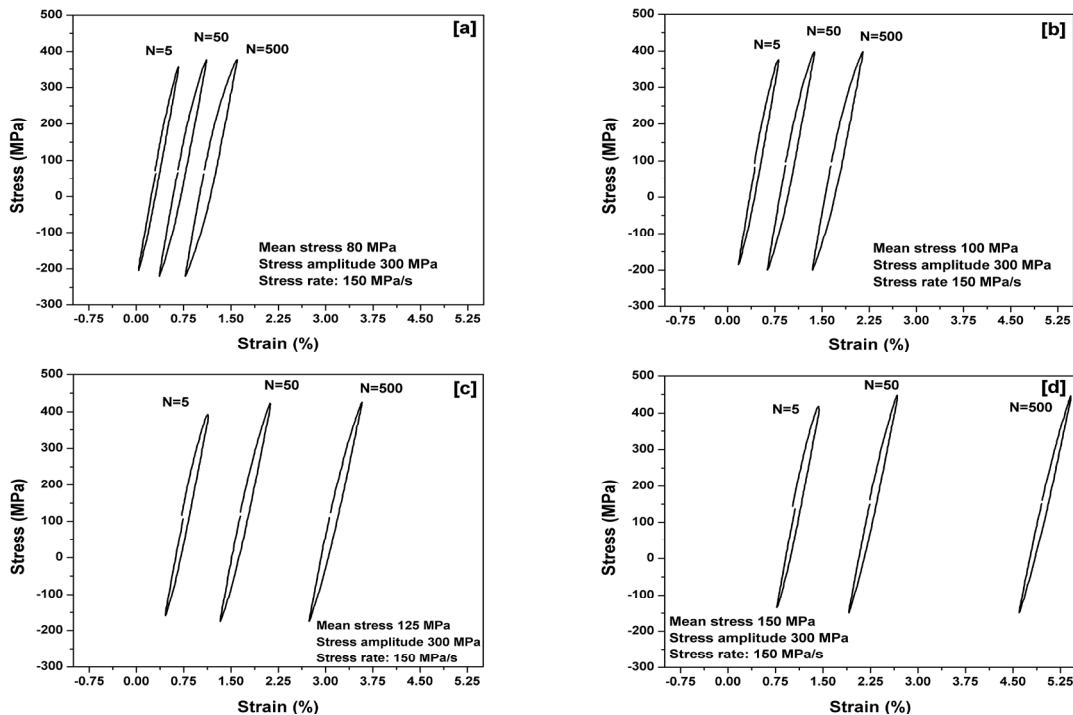 [a]
N=5
N=50
N=500
500
400
300
200
100
0
-100
-200
-300
Stress (MPa)
Mean stress 80 MPa
Stress amplitude 300 MPa
Stress rate: 150 MPa/s
-0.75 0.00 0.75 1.50 2.25 3.00 3.75 4.50 5.25
Strain (%)
[b]
N=5
N=50
N=500
500
400
300
200
100
0
-100
-200
-300
Stress (MPa)
Mean stress 100 MPa
Stress amplitude 300 MPa
Stress rate 150 MPa/s
-0.75 0.00 0.75 1.50 2.25 3.00 3.75 4.50 5.25
Strain (%)
[c]
N=5
N=50
N=500
500
400
300
200
100
0
-100
-200
-300
Stress (MPa)
Mean stress 125 MPa
Stress amplitude 300 MPa
Stress rate: 150 MPa/s
-0.75 0.00 0.75 1.50 2.25 3.00 3.75 4.50 5.25
Strain (%)
[d]
N=5
N=50
N=500
500
400
300
200
100
0
-100
-200
-300
Stress (MPa)
Mean stress 150 MPa
Stress amplitude 300 MPa
Stress rate: 150 MPa/s
-0.75 0.00 0.75 1.50 2.25 3.00 3.75 4.50 5.25
Strain (%)